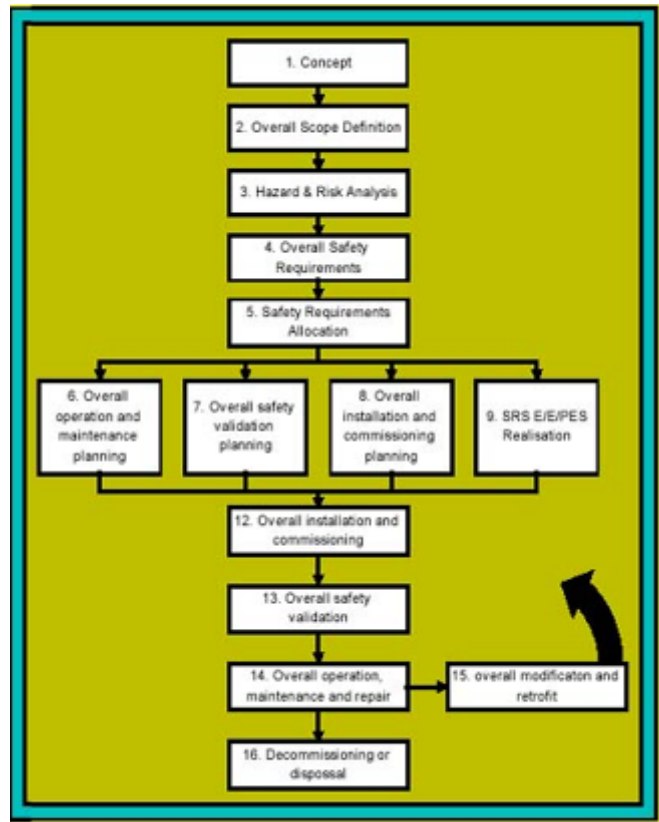 1. Concept
2. Overall Scope Definition
3. Hazard & Risk Analysis
4. Overall Safety
Requirements
5. Safety Requirements
Allocation
6. Overall
operation and
maintenance
planning
7. Overall safety
validation
planning
8. Overall
installation and
commissioning
planning
9. SRS E/E/PES
Realisation
12. Overall installation and
commissioning
13. Overall safety
validation
14. Overall operation,
maintenance and repair
15. overall modificaton and
retrofit
16. Decommissioning or
dispossal